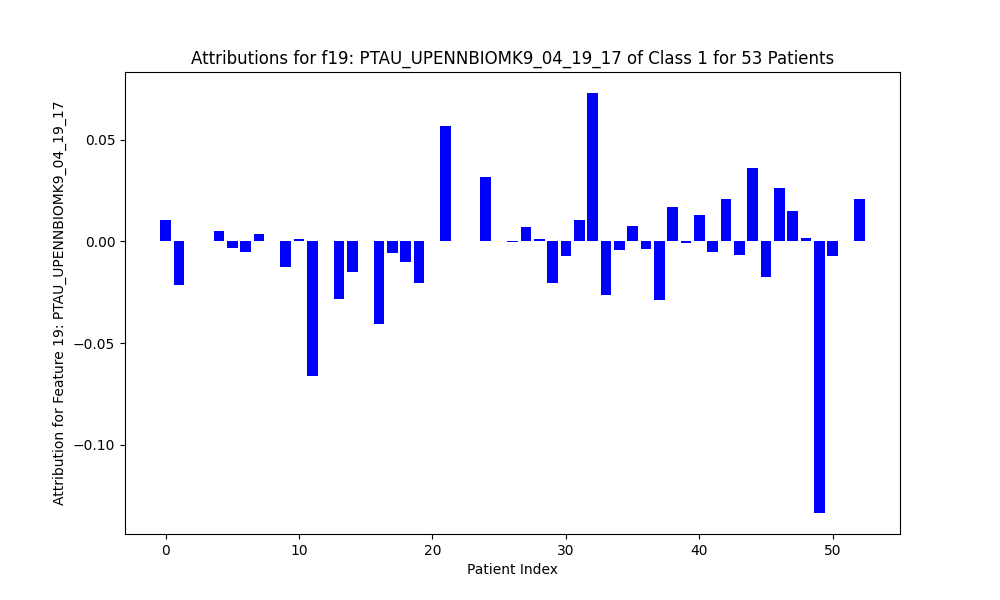 Attributions for f19: PTAU_UPENNBIOMK9_04_19_17 of Class 1 for 53 Patients
Attribution for Feature 19: PTAU_UPENNBIOMK9_04_19_17
0.05
0.00
−0.05
−0.10
0 10 20 30 40 50
Patient Index